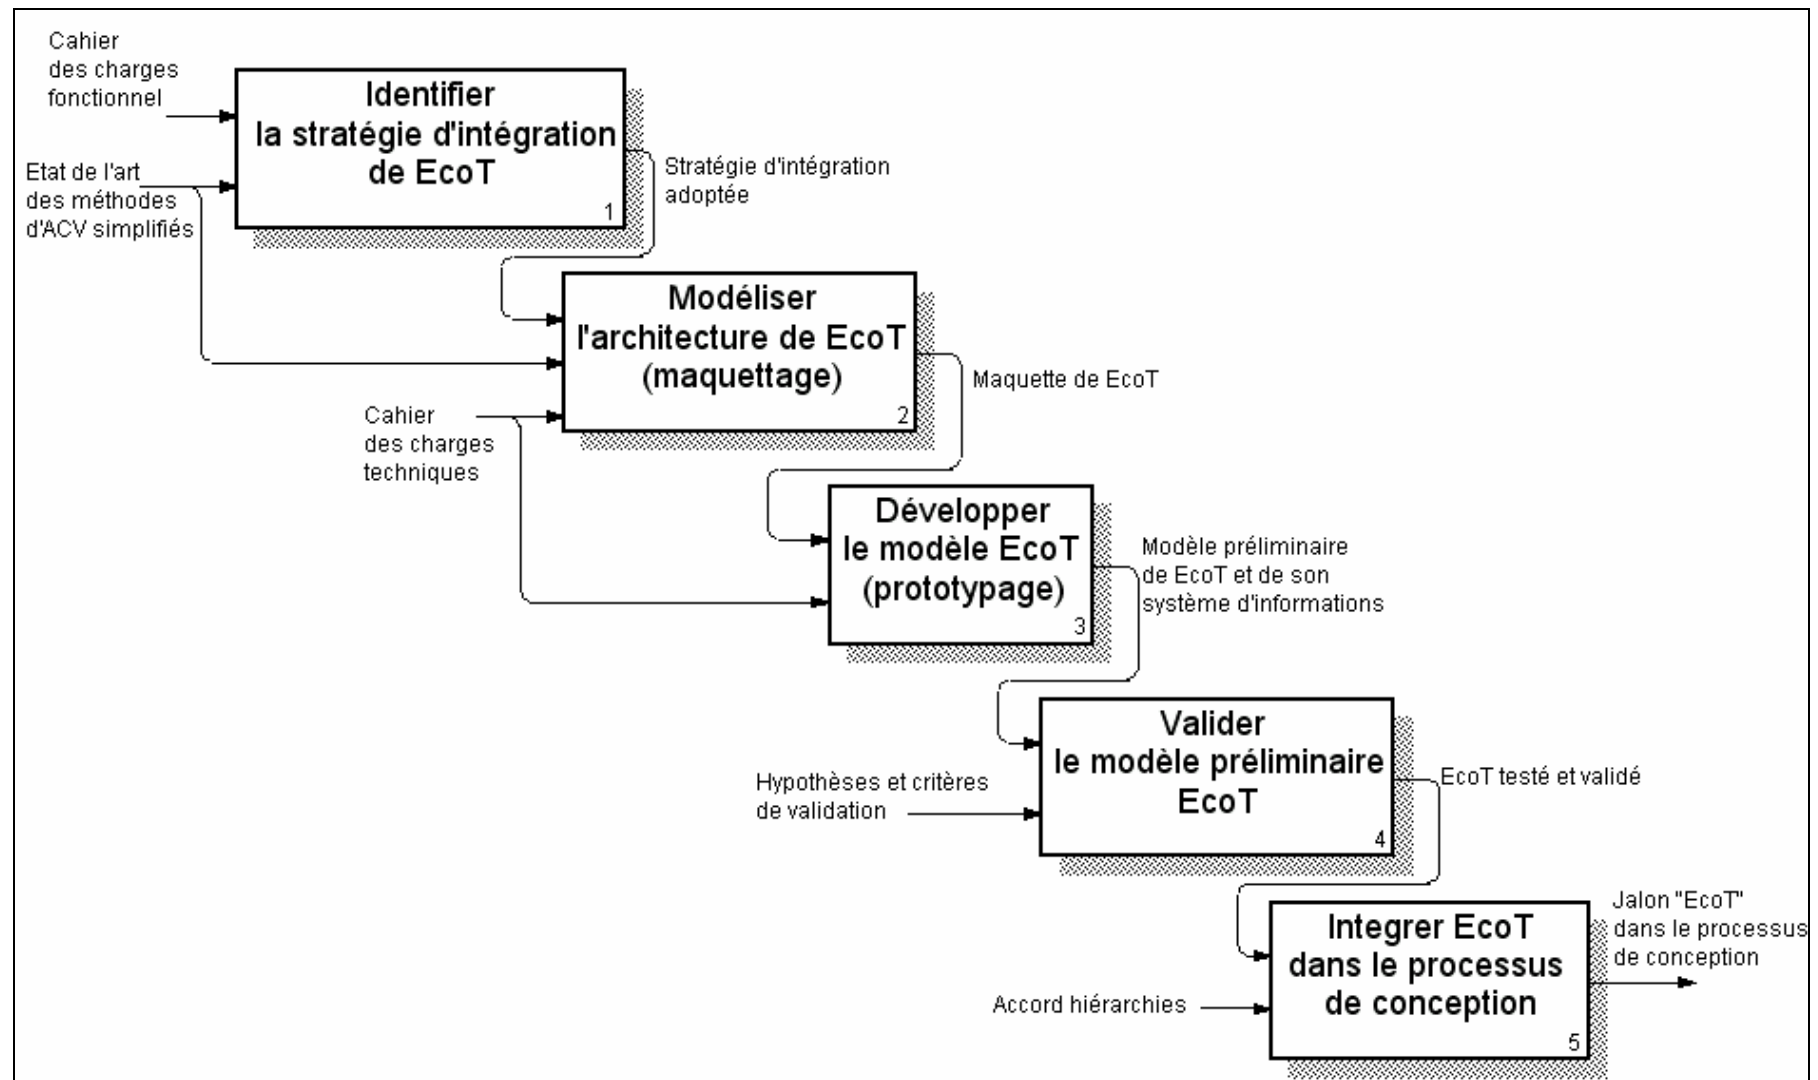 Cahier
des charges
fonctionnel
Etat de l'art
des méthodes
d'ACV simplifiés
Identifier
la stratégie d'intégration
de EcoT
1
Stratégie d'intégration
adoptée
Modéliser
l'architecture de EcoT
(maquettage)
2
Maquette de EcoT
Cahier
des charges
techniques
Développer
le modèle EcoT
(prototypage)
3
Modèle préliminaire
de EcoT et de son
système d'informations
Valider
le modèle préliminaire
EcoT
4
Hypothèses et critères
de validation
EcoT testé et validé
Integrer EcoT
dans le processus
de conception
5
Accord hiérarchies
Jalon "EcoT"
dans le processus
de conception